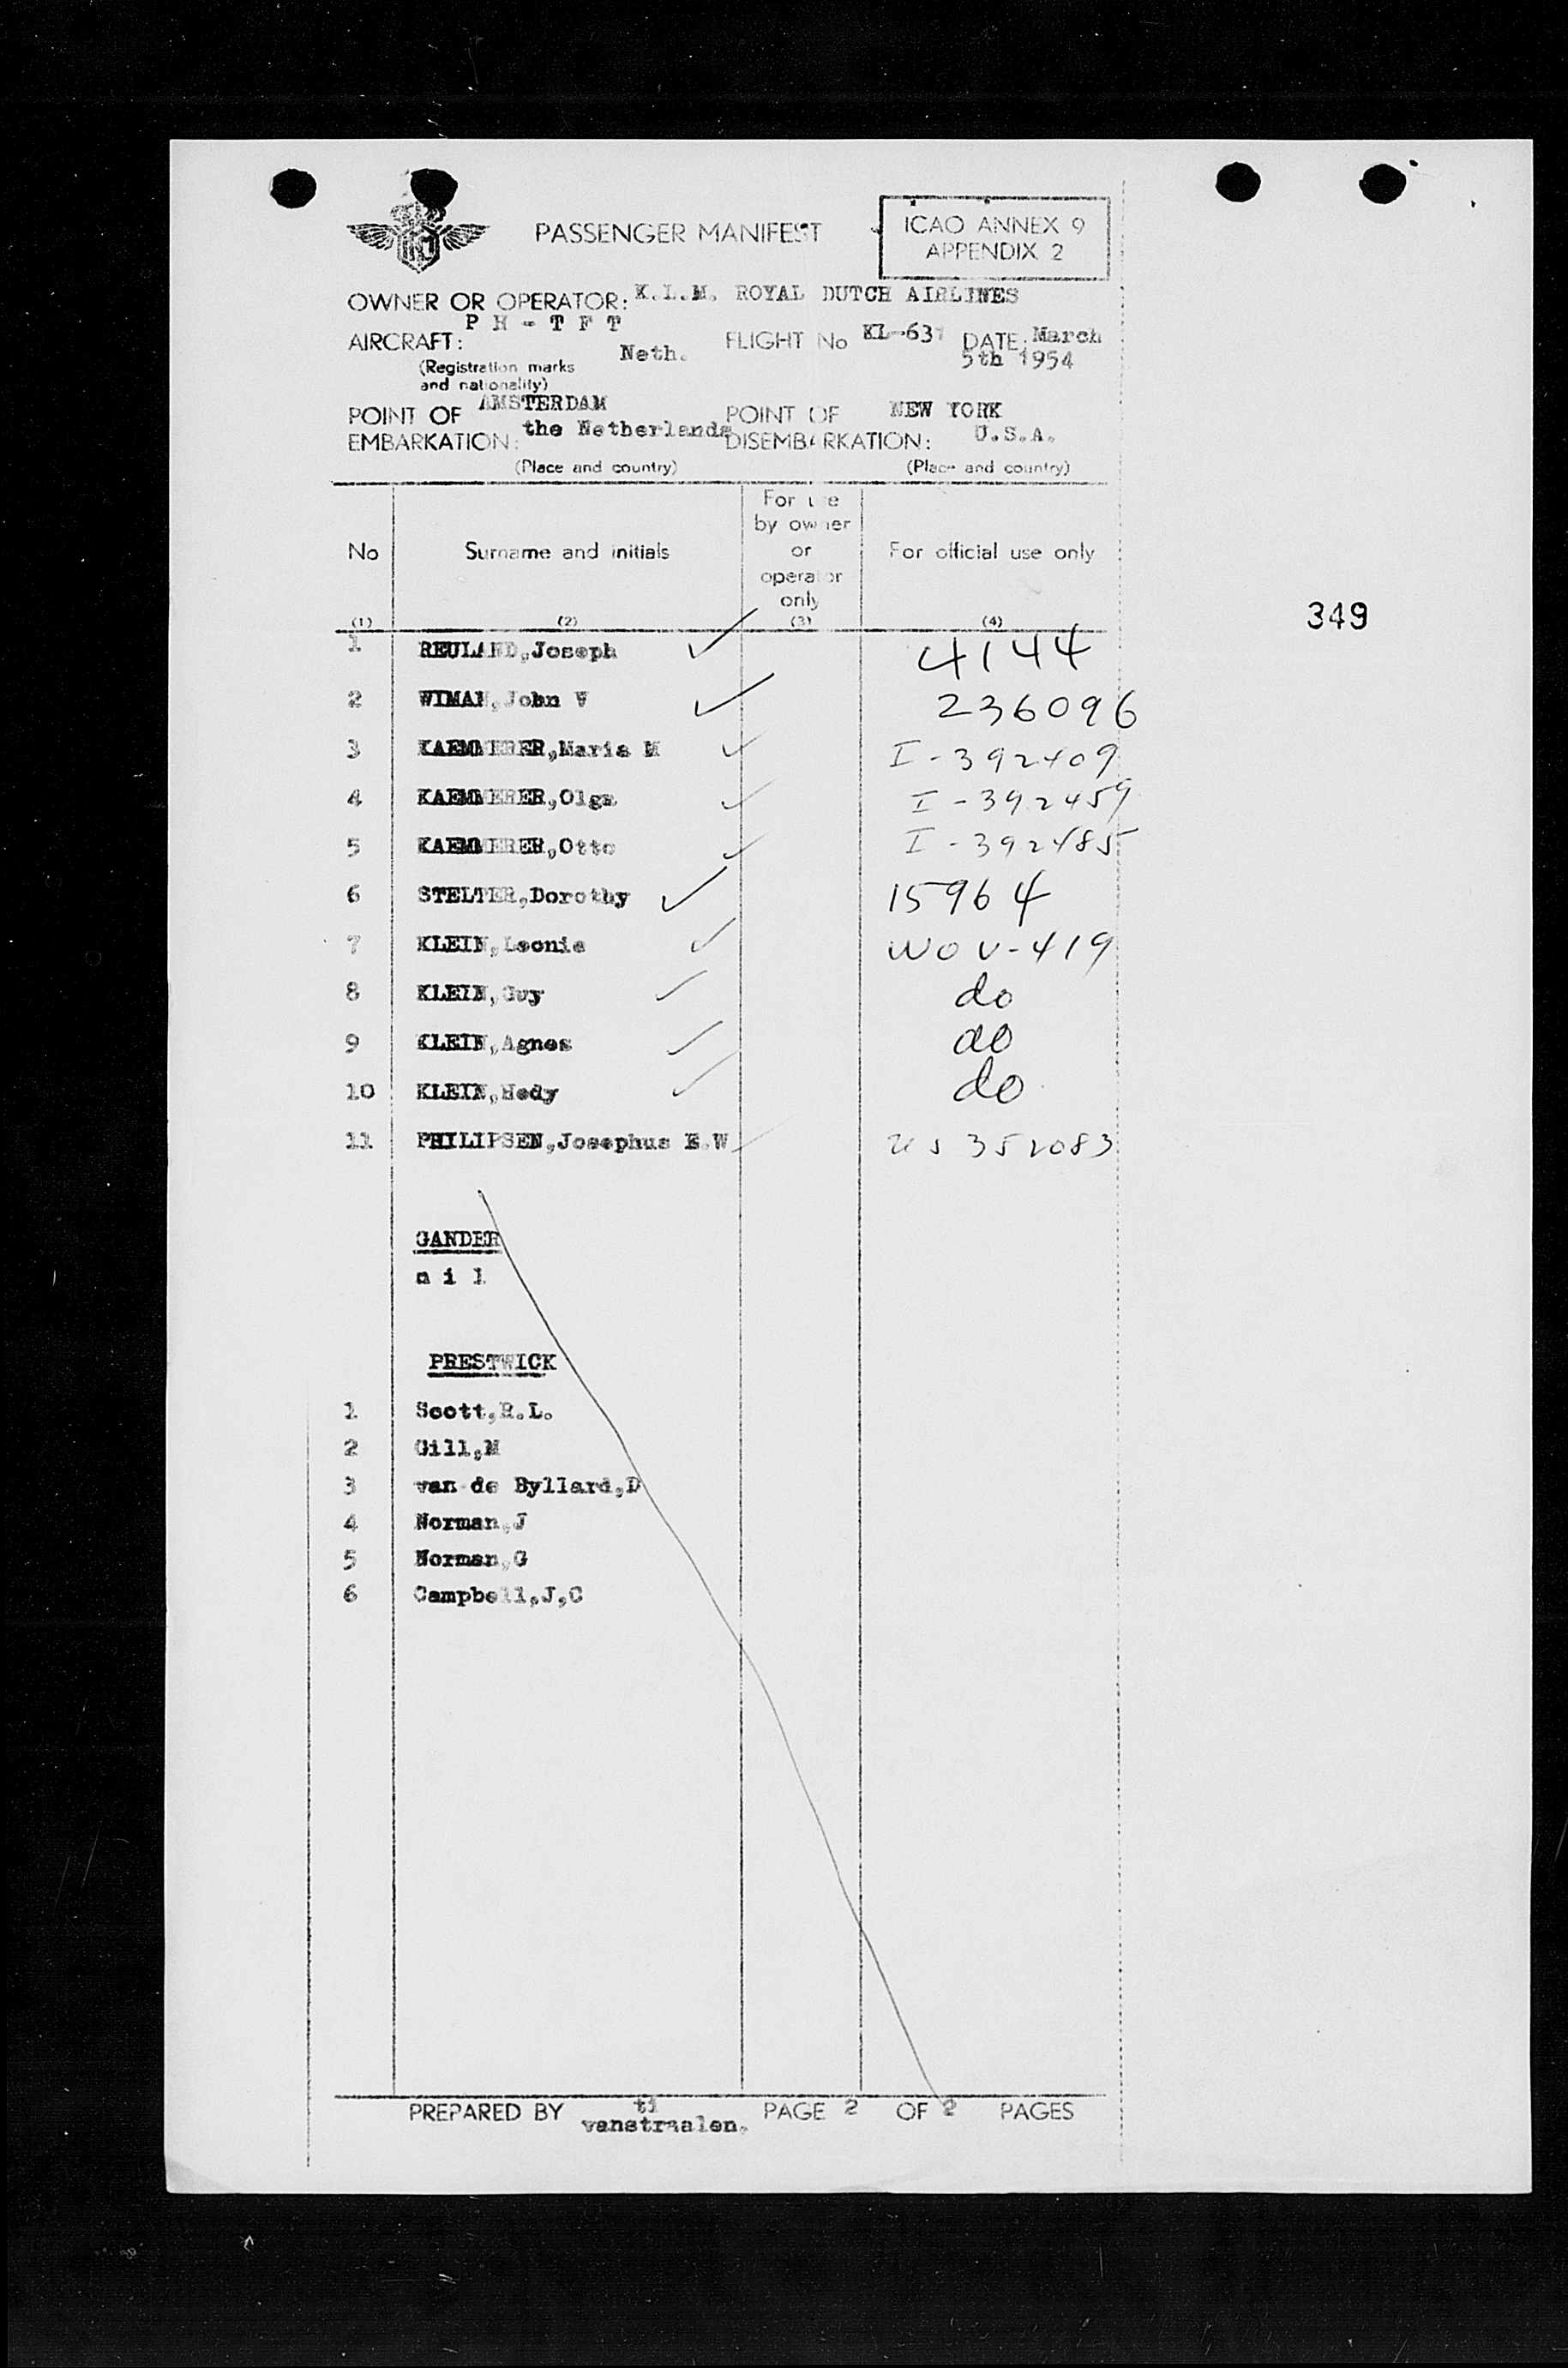 PASSENGER MANIFEST
ICAO ANNEX 9
APPENDIX 2
OWNER OR OPERATOR: K.L.M. ROYAL DUTCH AIRLINES
AIRCRAFT: P H - T F T Neth. FLIGHT No KL-631 DATE: March 5th 1954
(Registration marks
and nationality)
POINT OF EMBARKATION: AMSTERDAM the Netherlands
POINT OF DISEMBARKATION: NEW YORK U.S.A.
(Place and country) (Place and country)
No Surname and initials For use by owner or operator only For official use only
(1) (2) (3) (4)
1 REULAND,Joseph 4144
2 WIMAN,John V 236096
3 KAEMMERER,Maria M I-392409
4 KAEMMERER,Olga I-392459
5 KAEMMERER,Otto I-392485
6 STELTER,Dorothy 15964
7 KLEIN,Leonie WOV-419
8 KLEIN,Guy do
9 KLEIN,Agnes do
10 KLEIN,Hedy do
11 PHILIPSEN,Josephus E.W US 352083
349
GANDER
n i l
PRESTWICK
1 Scott,R.L.
2 Gill,M
3 van de Byllard,D
4 Norman,J
5 Norman,G
6 Campbell,J,C
PREPARED BY ti vanstraalen. PAGE 2 OF 2 PAGES